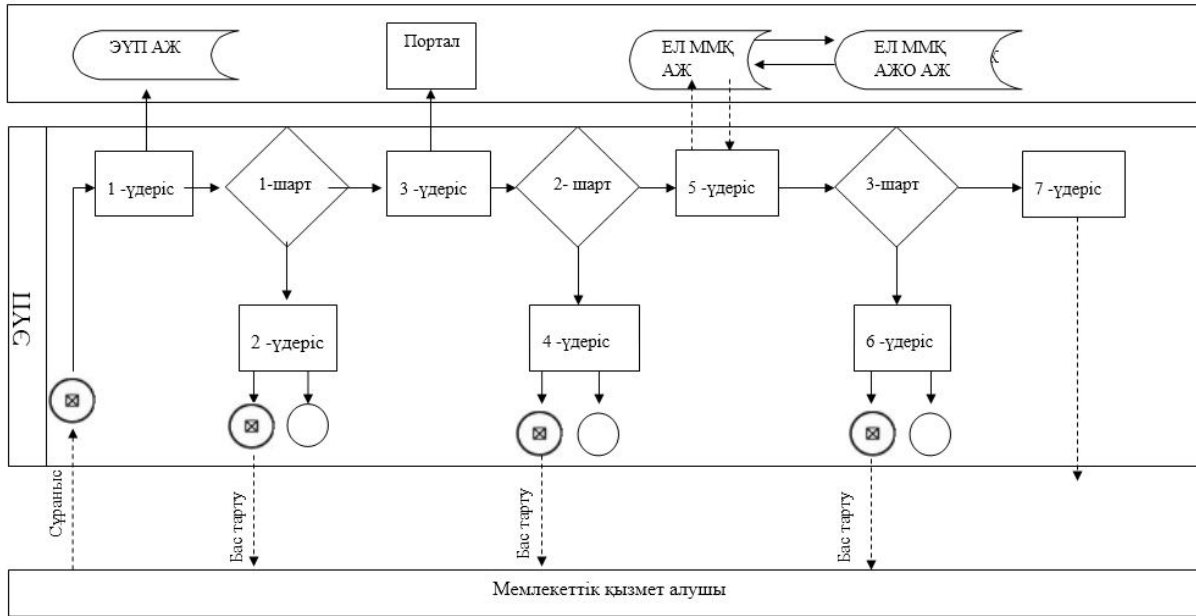 ЭҮП АЖ
Портал
ЕЛ ММҚ
АЖ
ЕЛ ММҚ
АЖО АЖ
ЭҮП
1 -үдеріс
1-шарт
3 -үдеріс
2- шарт
5 -үдеріс
3-шарт
7 -үдеріс
2 -үдеріс
4 -үдеріс
6 -үдеріс
Сұраныс
Бас тарту
Бас тарту
Бас тарту
Мемлекеттік қызмет алушы